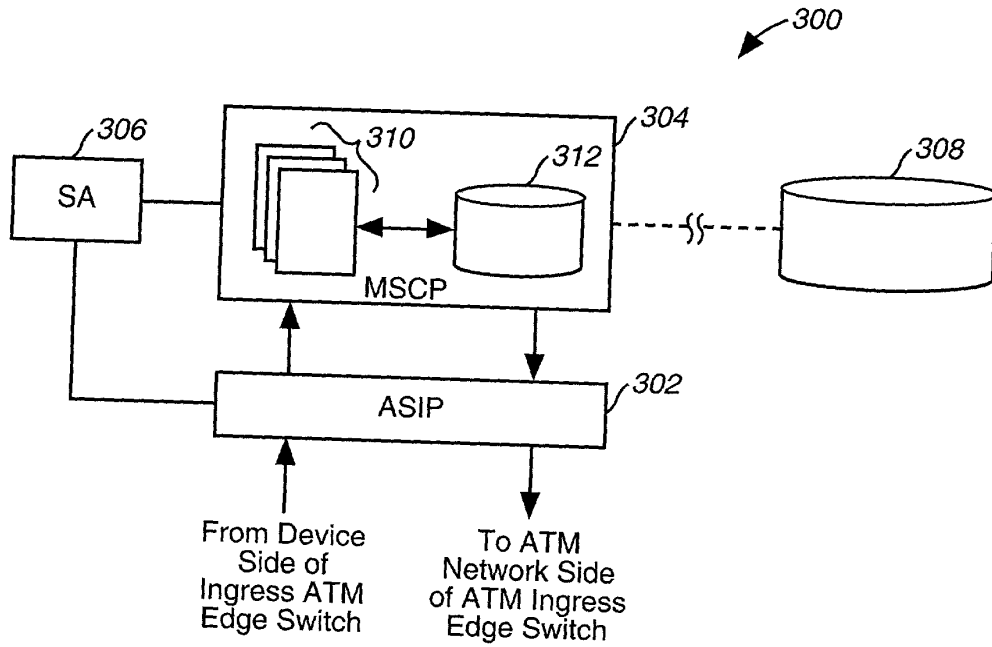 300
306
SA
310
304
312
308
MSCP
ASIP
302
From Device
Side of
Ingress ATM
Edge Switch
To ATM
Network Side
of ATM Ingress
Edge Switch